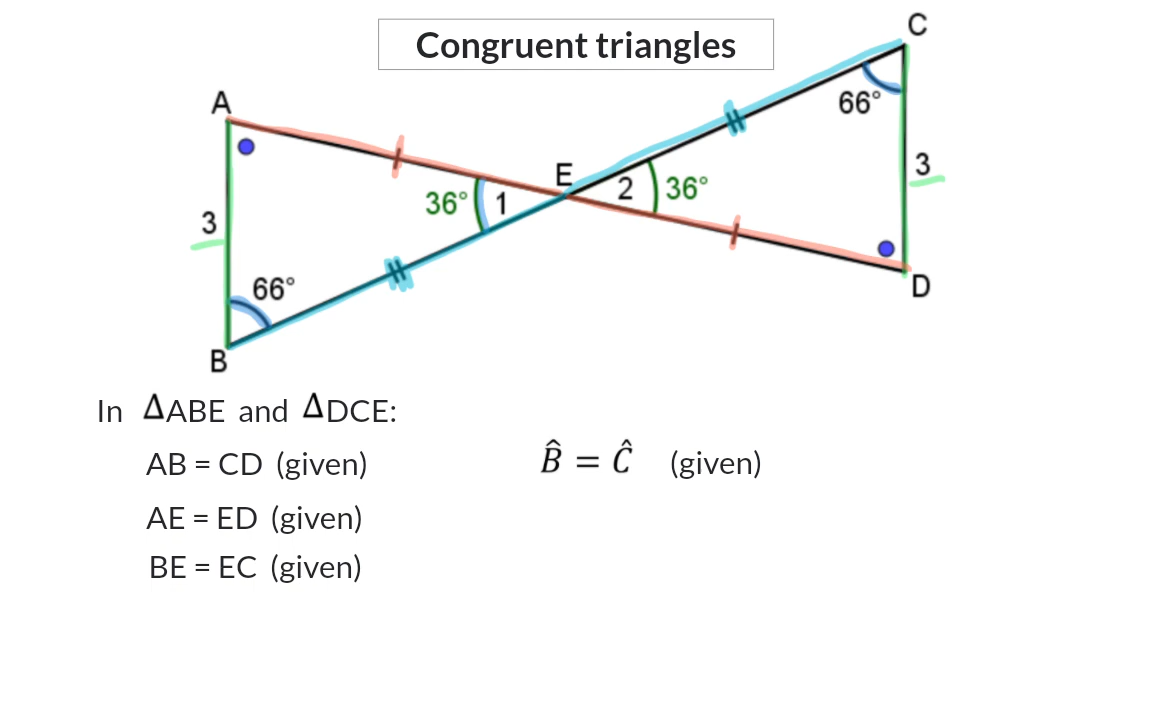 Congruent triangles
C
A
66°
E
3
36°
1
2
36°
3
66°
D
B
In ΔABE and ΔDCE:
AB = CD (given)
B̂ = Ĉ (given)
AE = ED (given)
BE = EC (given)